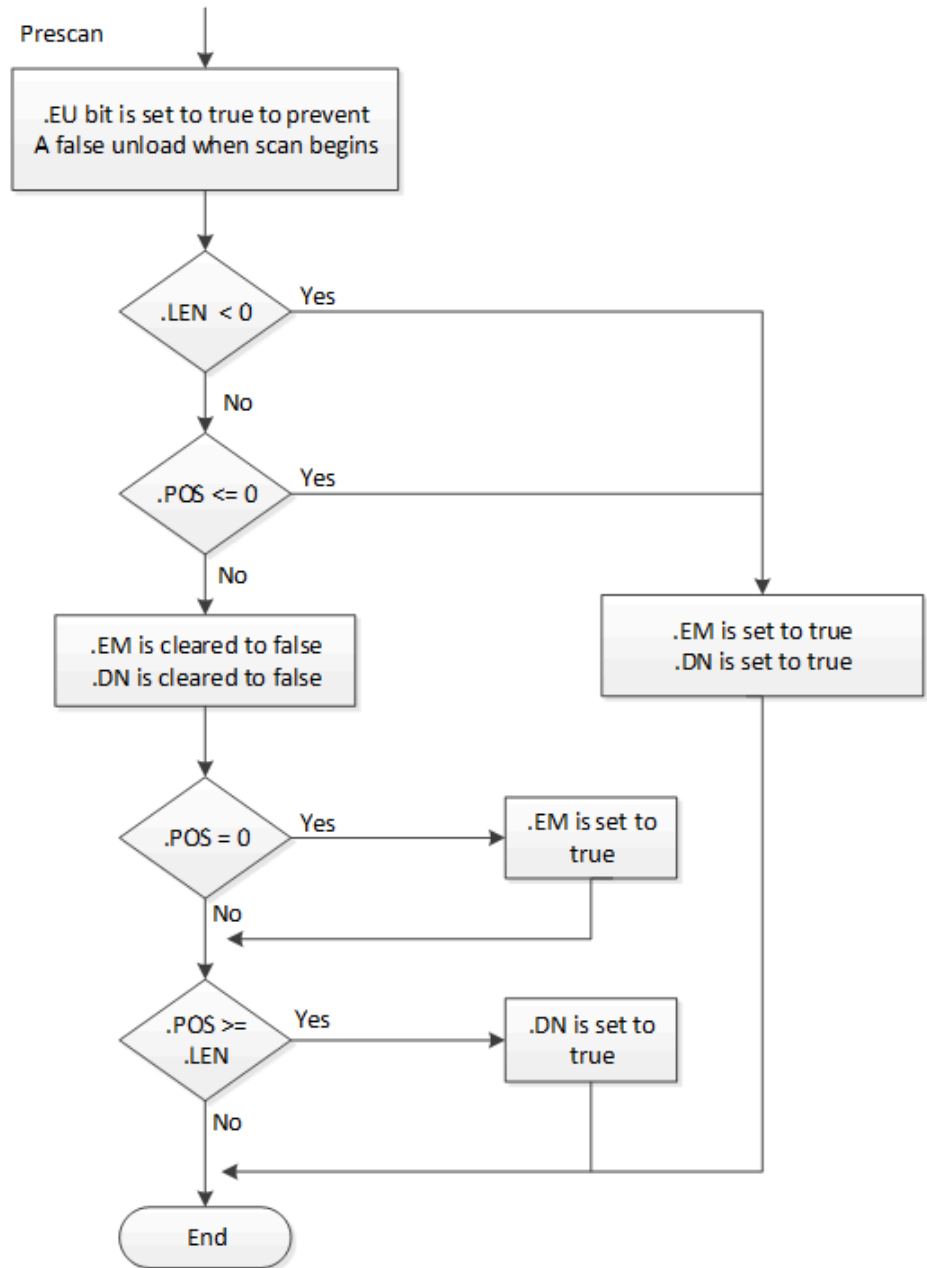 Prescan
.EU bit is set to true to prevent
A false unload when scan begins
.LEN < 0
Yes
No
.POS <= 0
Yes
No
.EM is cleared to false
.DN is cleared to false
.EM is set to true
.DN is set to true
.POS = 0
Yes
.EM is set to
true
No
.POS >=
.LEN
Yes
.DN is set to
true
No
End